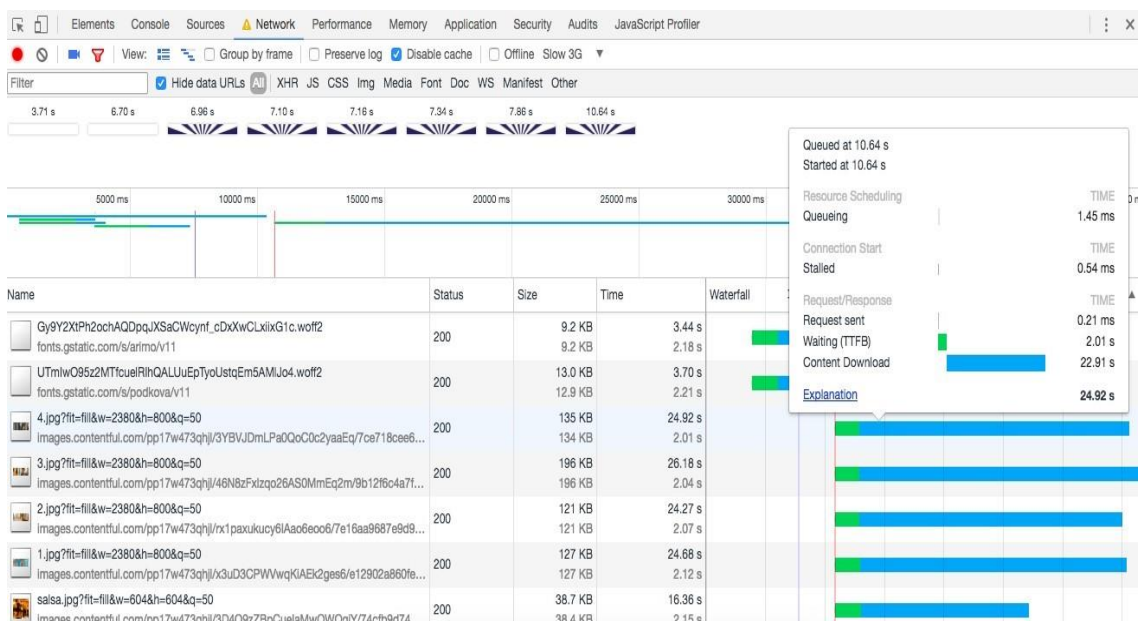 Elements Console Sources Network Performance Memory Application Security Audits JavaScript Profiler
View: Group by frame Preserve log Disable cache Offline Slow 3G
Filter Hide data URLs All XHR JS CSS Img Media Font Doc WS Manifest Other
3.71 s 6.70 s 6.96 s 7.10 s 7.16 s 7.34 s 7.86 s 10.64 s
5000 ms 10000 ms 15000 ms 20000 ms 25000 ms 30000 ms
Queued at 10.64 s
Started at 10.64 s
Resource Scheduling TIME
Queueing 1.45 ms
Connection Start TIME
Stalled 0.54 ms
Request/Response TIME
Request sent 0.21 ms
Waiting (TTFB) 2.01 s
Content Download 22.91 s
Explanation 24.92 s
Name Status Size Time Waterfall
Gy9Y2XtPh2ochAQDpqJXSaCWcynf_cDxXwCLxiixG1c.woff2 200 9.2 KB 3.44 s
fonts.gstatic.com/s/arimo/v11 9.2 KB 2.18 s
UTmIwO95z2MTfcuelRlhQALUuEpTyoUstqEm5AMlJo4.woff2 200 13.0 KB 3.70 s
fonts.gstatic.com/s/podkova/v11 12.9 KB 2.21 s
4.jpg?fit=fill&w=2380&h=800&q=50 200 135 KB 24.92 s
images.contentful.com/pp17w473qhjl/3YBVJDmLPa0QoC0c2yaaEq/7ce718cee6... 134 KB 2.01 s
3.jpg?fit=fill&w=2380&h=800&q=50 200 196 KB 26.18 s
images.contentful.com/pp17w473qhjl/46N8zFxlzqo26AS0MmEq2m/9b12f6c4a7f... 196 KB 2.04 s
2.jpg?fit=fill&w=2380&h=800&q=50 200 121 KB 24.27 s
images.contentful.com/pp17w473qhjl/rx1paxukucy6IAao6eoo6/7e16aa9687e9d9... 121 KB 2.07 s
1.jpg?fit=fill&w=2380&h=800&q=50 200 127 KB 24.68 s
images.contentful.com/pp17w473qhjl/x3uD3CPWVwqKiAEk2ges6/e12902a860fe... 127 KB 2.12 s
salsa.jpg?fit=fill&w=604&h=604&q=50 200 38.7 KB 16.36 s
38.4 KB 2.15 s